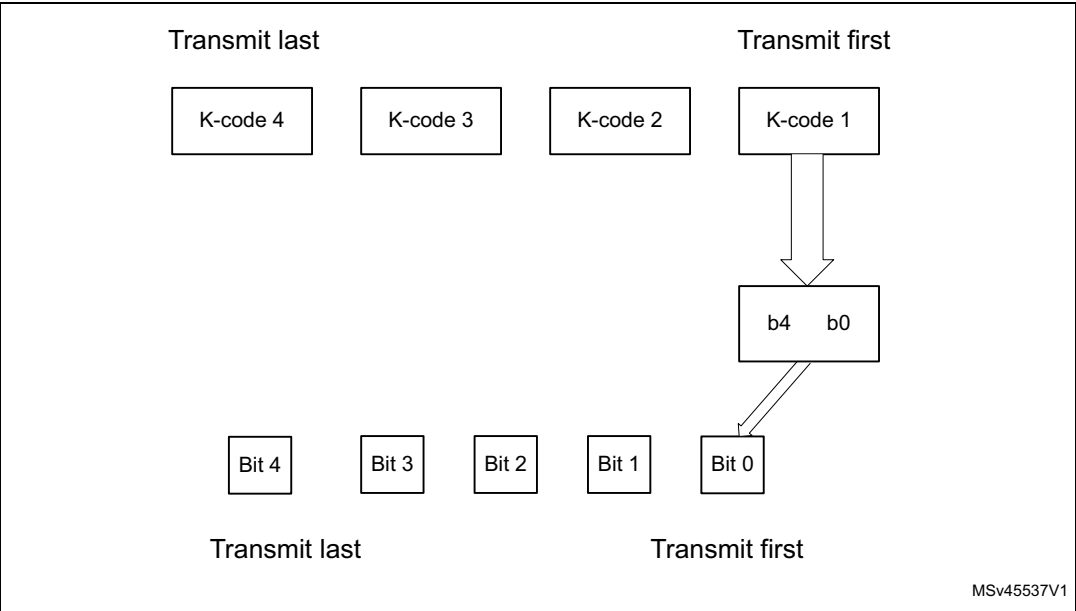 Transmit last Transmit first
K-code 4 K-code 3 K-code 2 K-code 1
b4 b0
Bit 4 Bit 3 Bit 2 Bit 1 Bit 0
Transmit last Transmit first
MSv45537V1